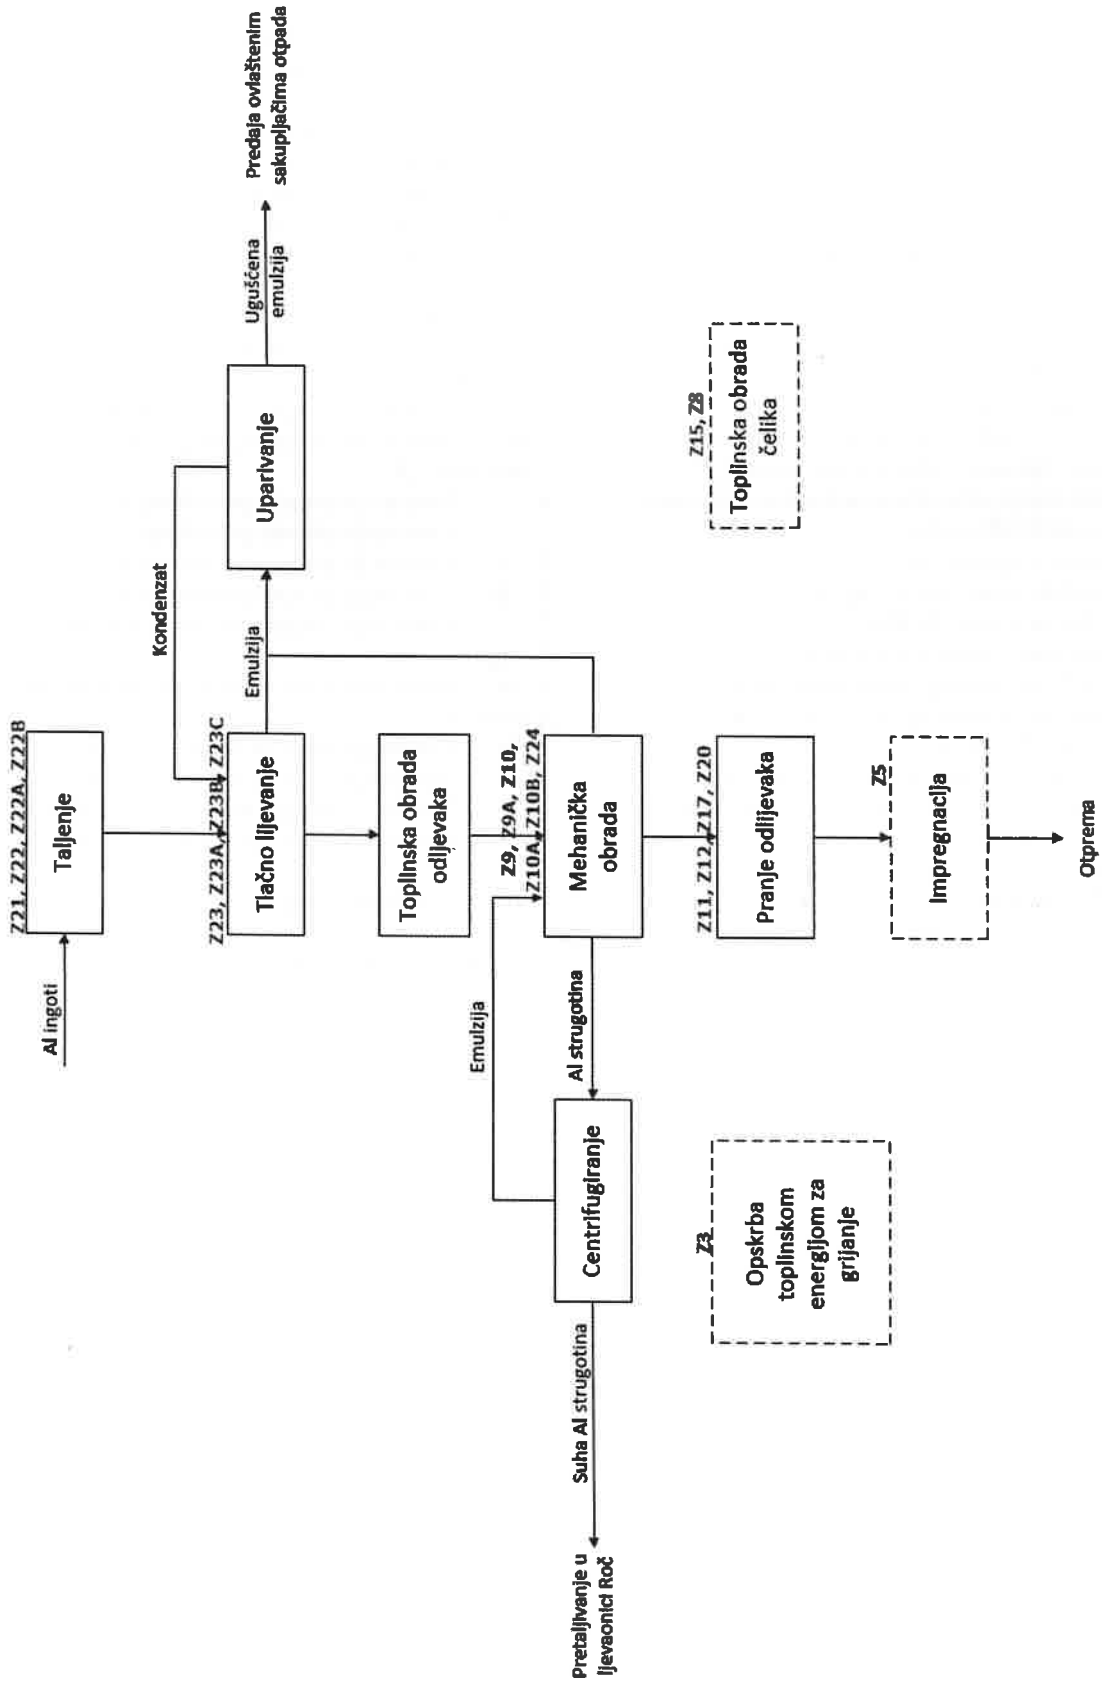 Al ingoti
Z21, Z22, Z22A, Z22B
Taljenje
Z23, Z23A, Z23B, Z23C
Tlačno lijevanje
Kondenzat
Emulzija
Uparivanje
Ugušćena
emulzija
Predaja ovlaštenim
sakupljačima otpada
Toplinska obrada
odljevaka
Z9, Z9A, Z10,
Z10A, Z10B, Z24
Mehanička
obrada
Emulzija
Al strugotina
Centrifugiranje
Suha Al strugotina
Pretaljivanje u
ljevaonici Roč
Z11, Z12, Z17, Z20
Pranje odlijevaka
Z5
Impregnacija
Otprema
Z3
Opskrba
toplinskom
energijom za
grijanje
Z15, Z8
Toplinska obrada
čelika